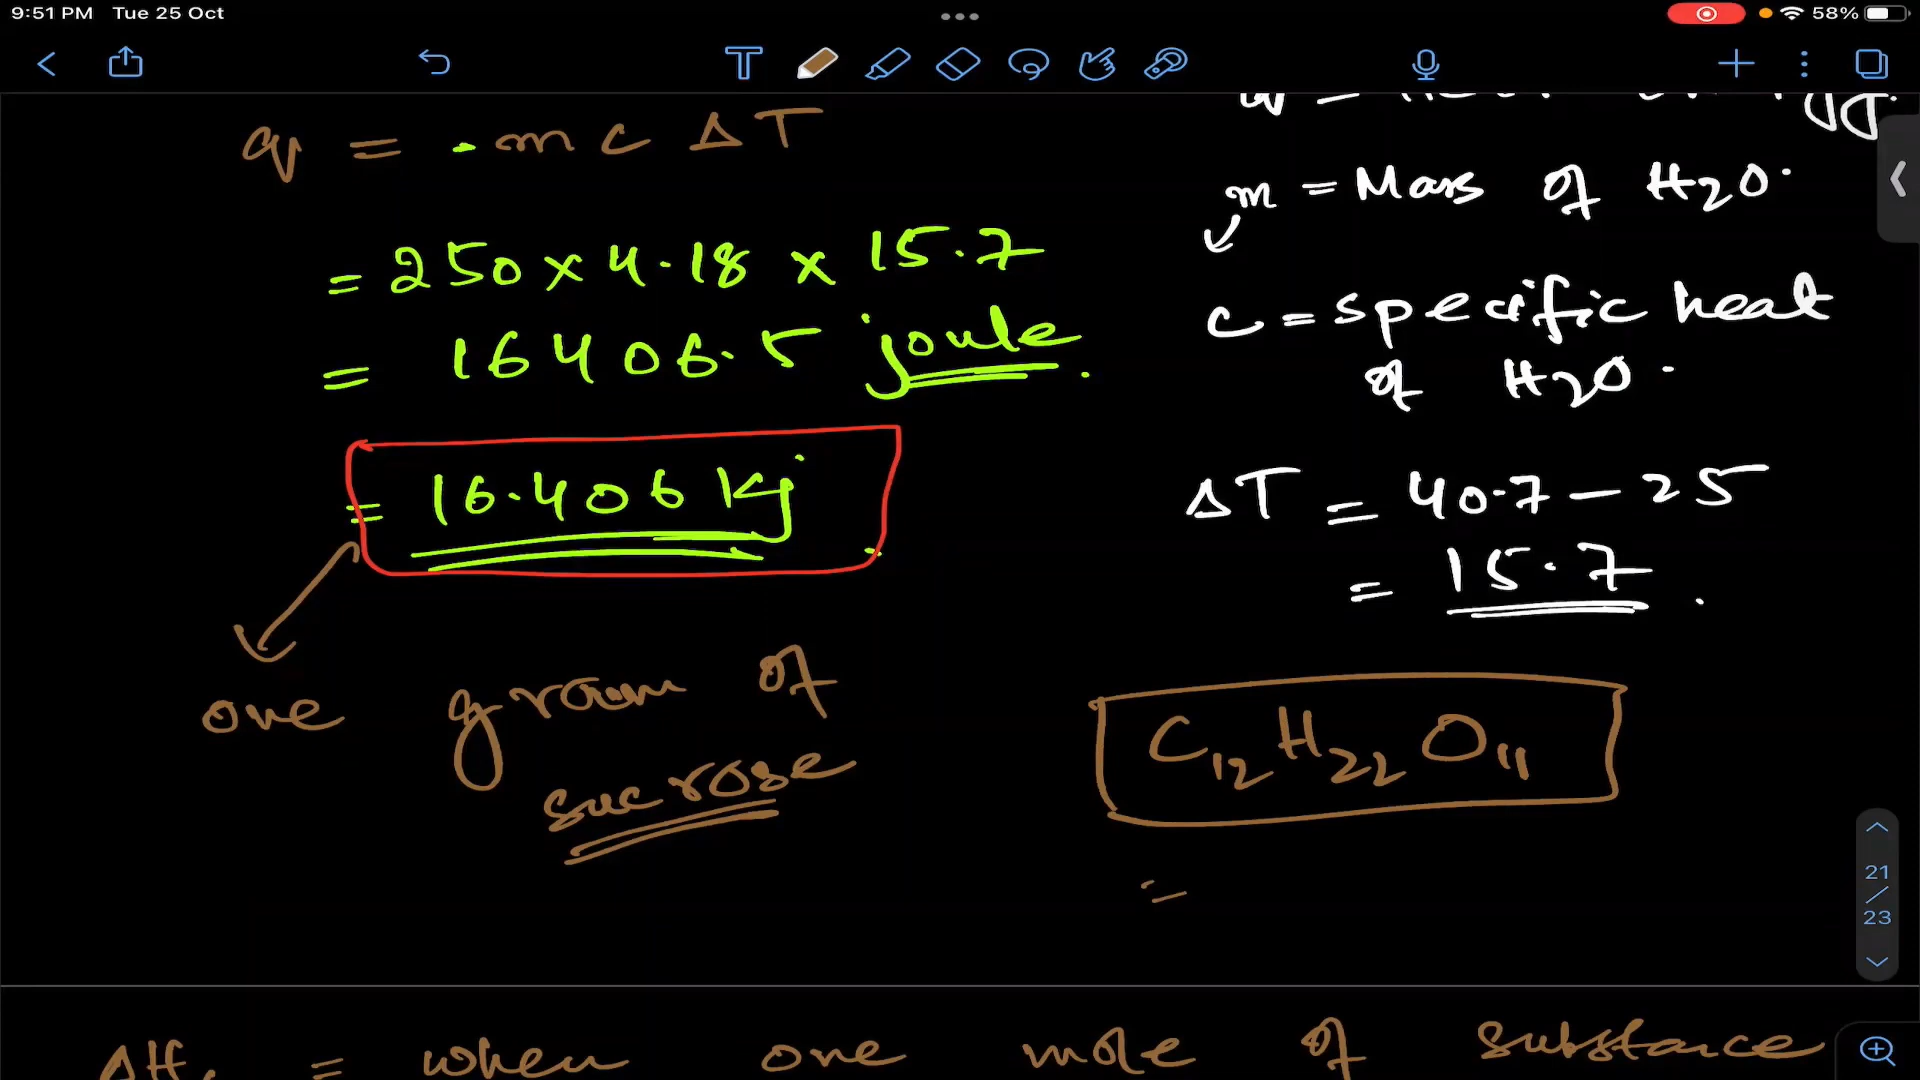 9:51 PM Tue 25 Oct
58%
q = mc ΔT
= 250 × 4.18 × 15.7
= 16406.5 joule.
= 16.406 kj
one gram of
sucrose
m = Mass of H2O.
c = specific heat
of H2O.
ΔT = 40.7 - 25
= 15.7.
C12H22O11
=
21
23
= when one mole of substance